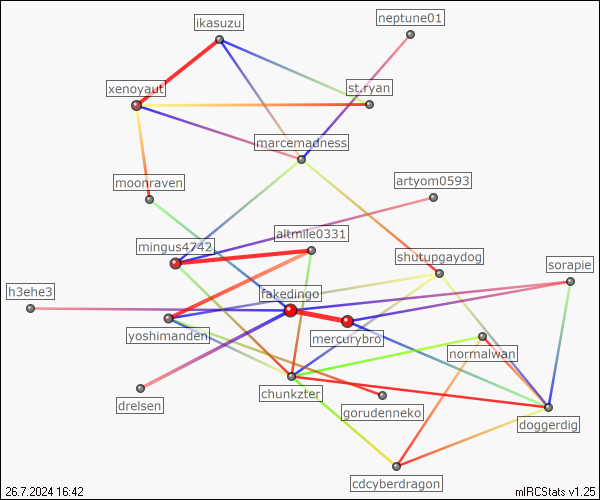 neptune01
ikasuzu
xenoyaut
st.ryan
marcemadness
moonraven
artyom0593
altmile0331
mingus4742
shutupgaydog
sorapie
h3ehe3
fakedingo
yoshimanden
mercurybro
normalwan
chunkzter
drelsen
gorudenneko
doggerdig
cdcyberdragon
26.7.2024 16:42
mIRCStats v1.25